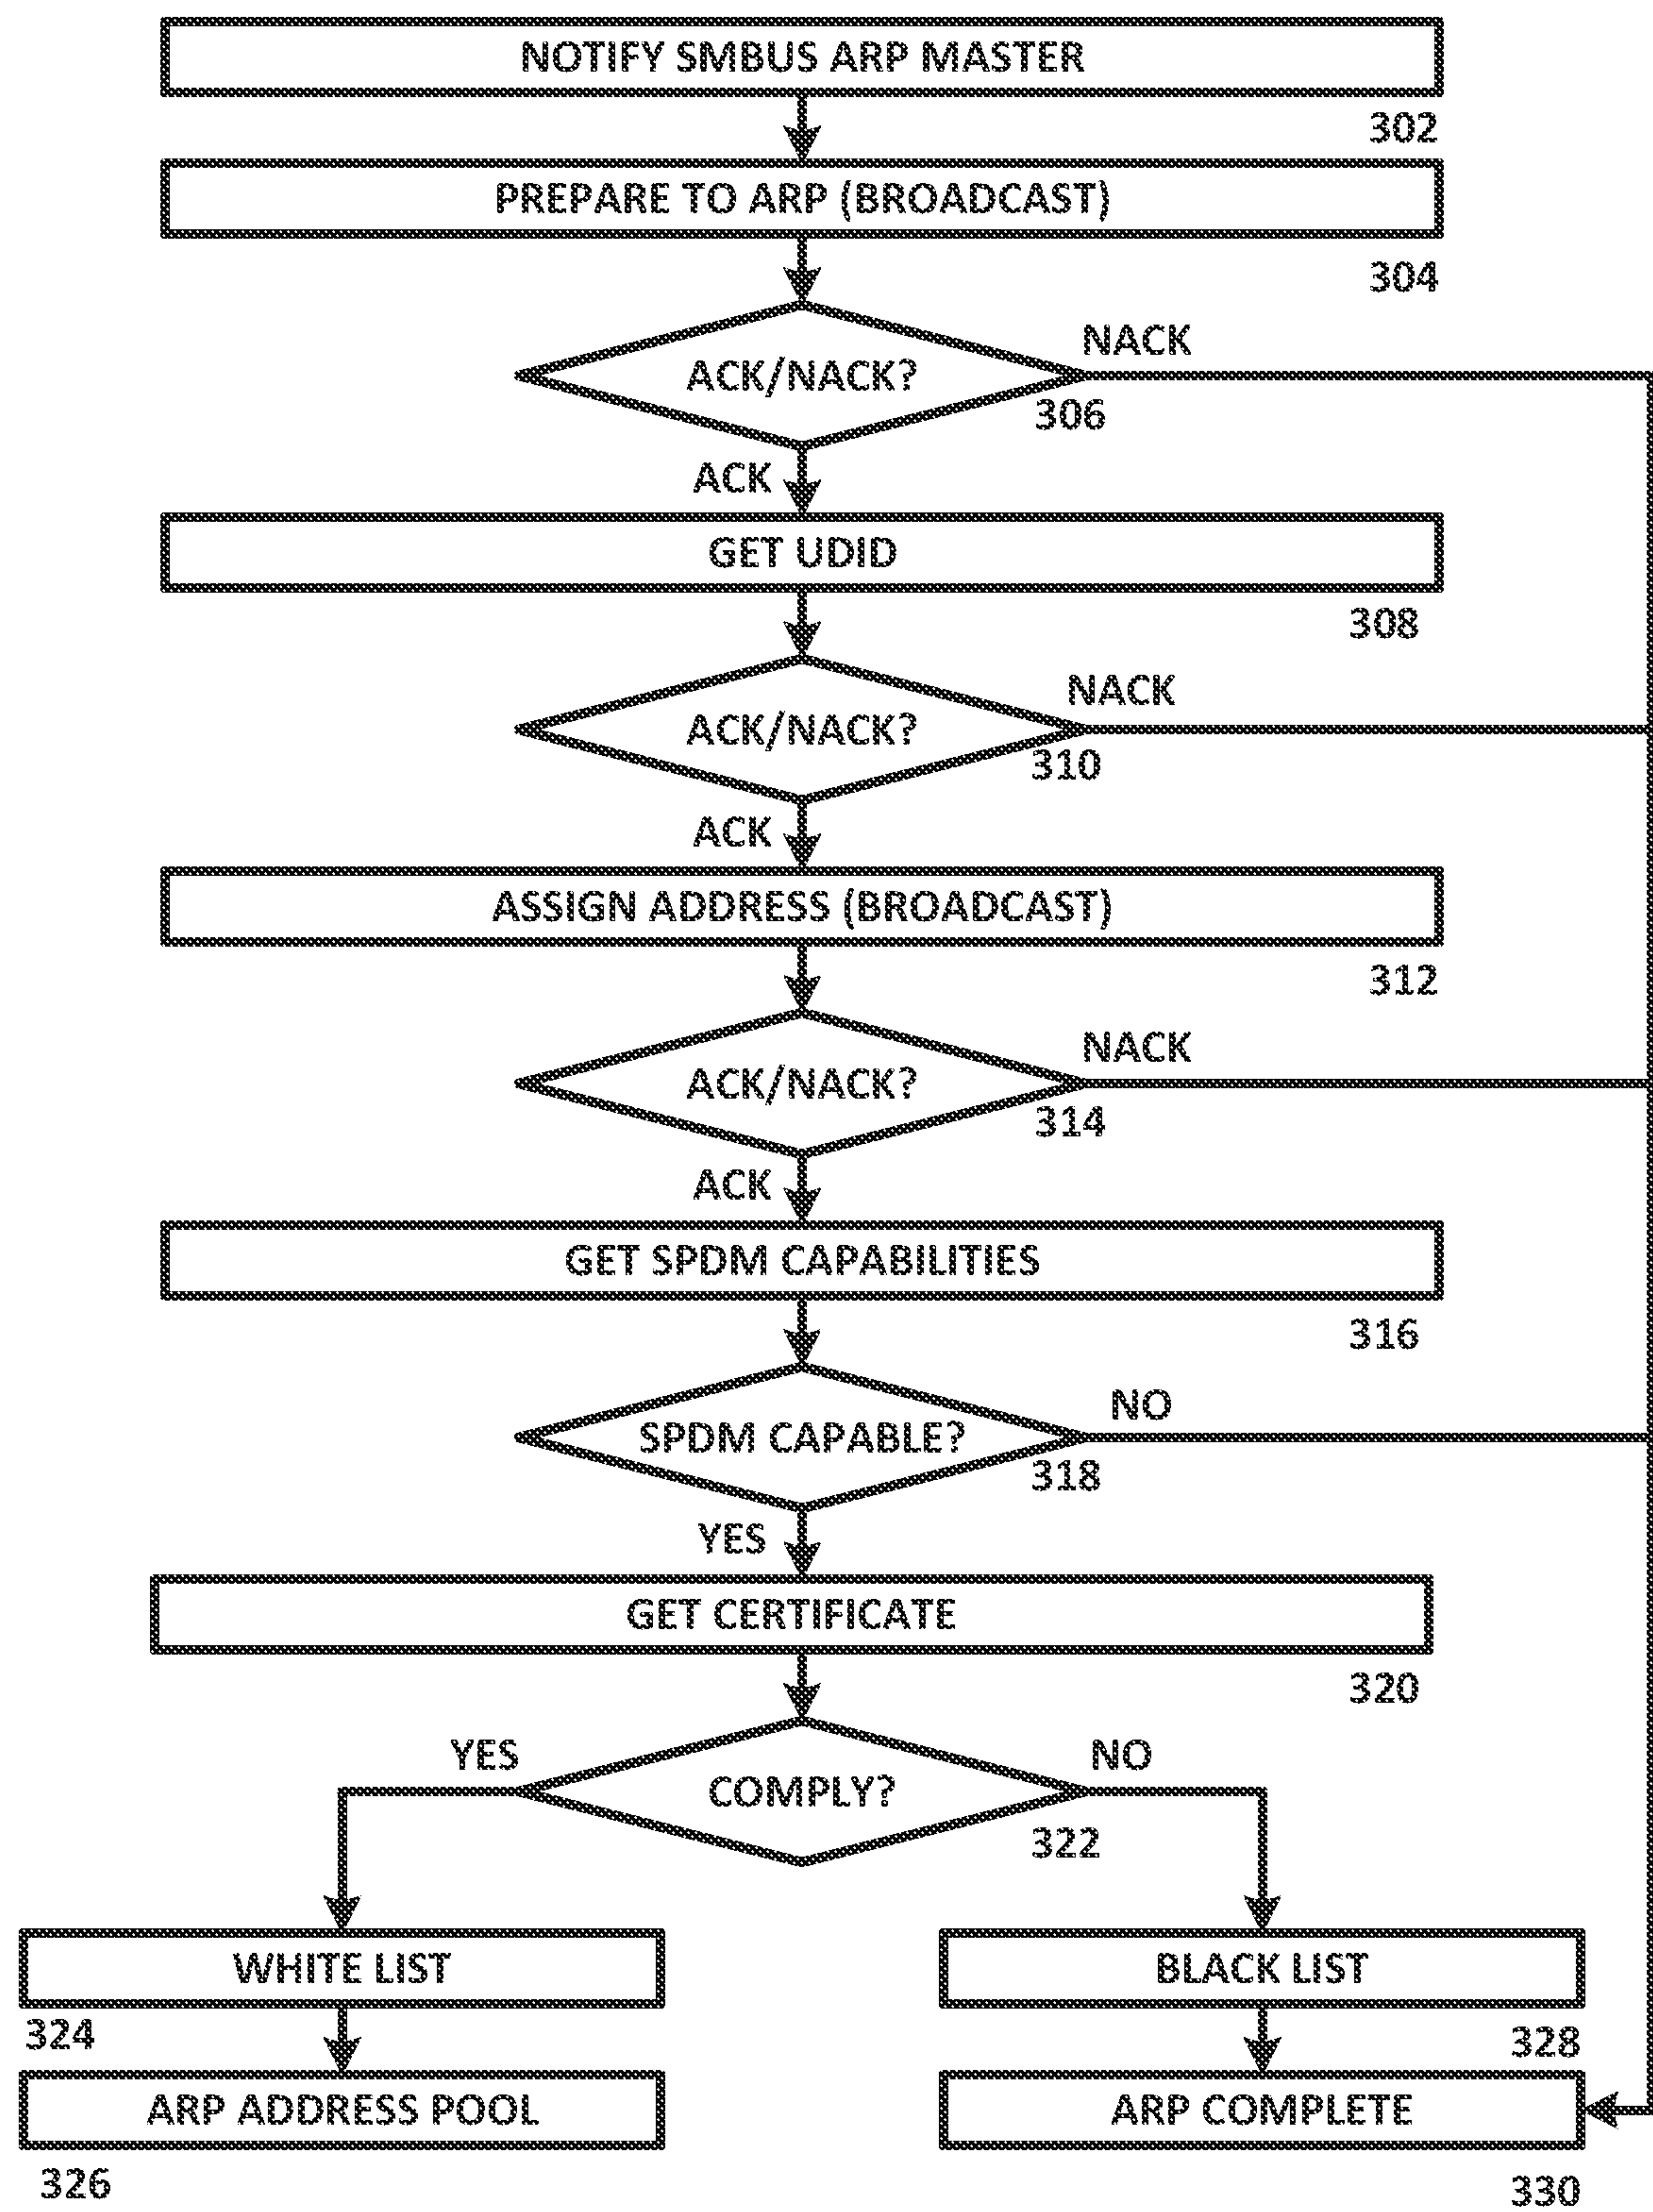 NOTIFY SMBUS ARP MASTER
302
PREPARE TO ARP (BROADCAST)
304
NACK
ACK/NACK?
306
ACK
GET UDID
308
NACK
ACK/NACK?
310
ACK
ASSIGN ADDRESS (BROADCAST)
312
NACK
ACK/NACK?
314
ACK
GET SPDM CAPABILITIES
316
NO
SPDM CAPABLE?
318
YES
GET CERTIFICATE
320
YES
NO
COMPLY?
322
WHITE LIST
BLACK LIST
324
328
ARP ADDRESS POOL
ARP COMPLETE
326
330